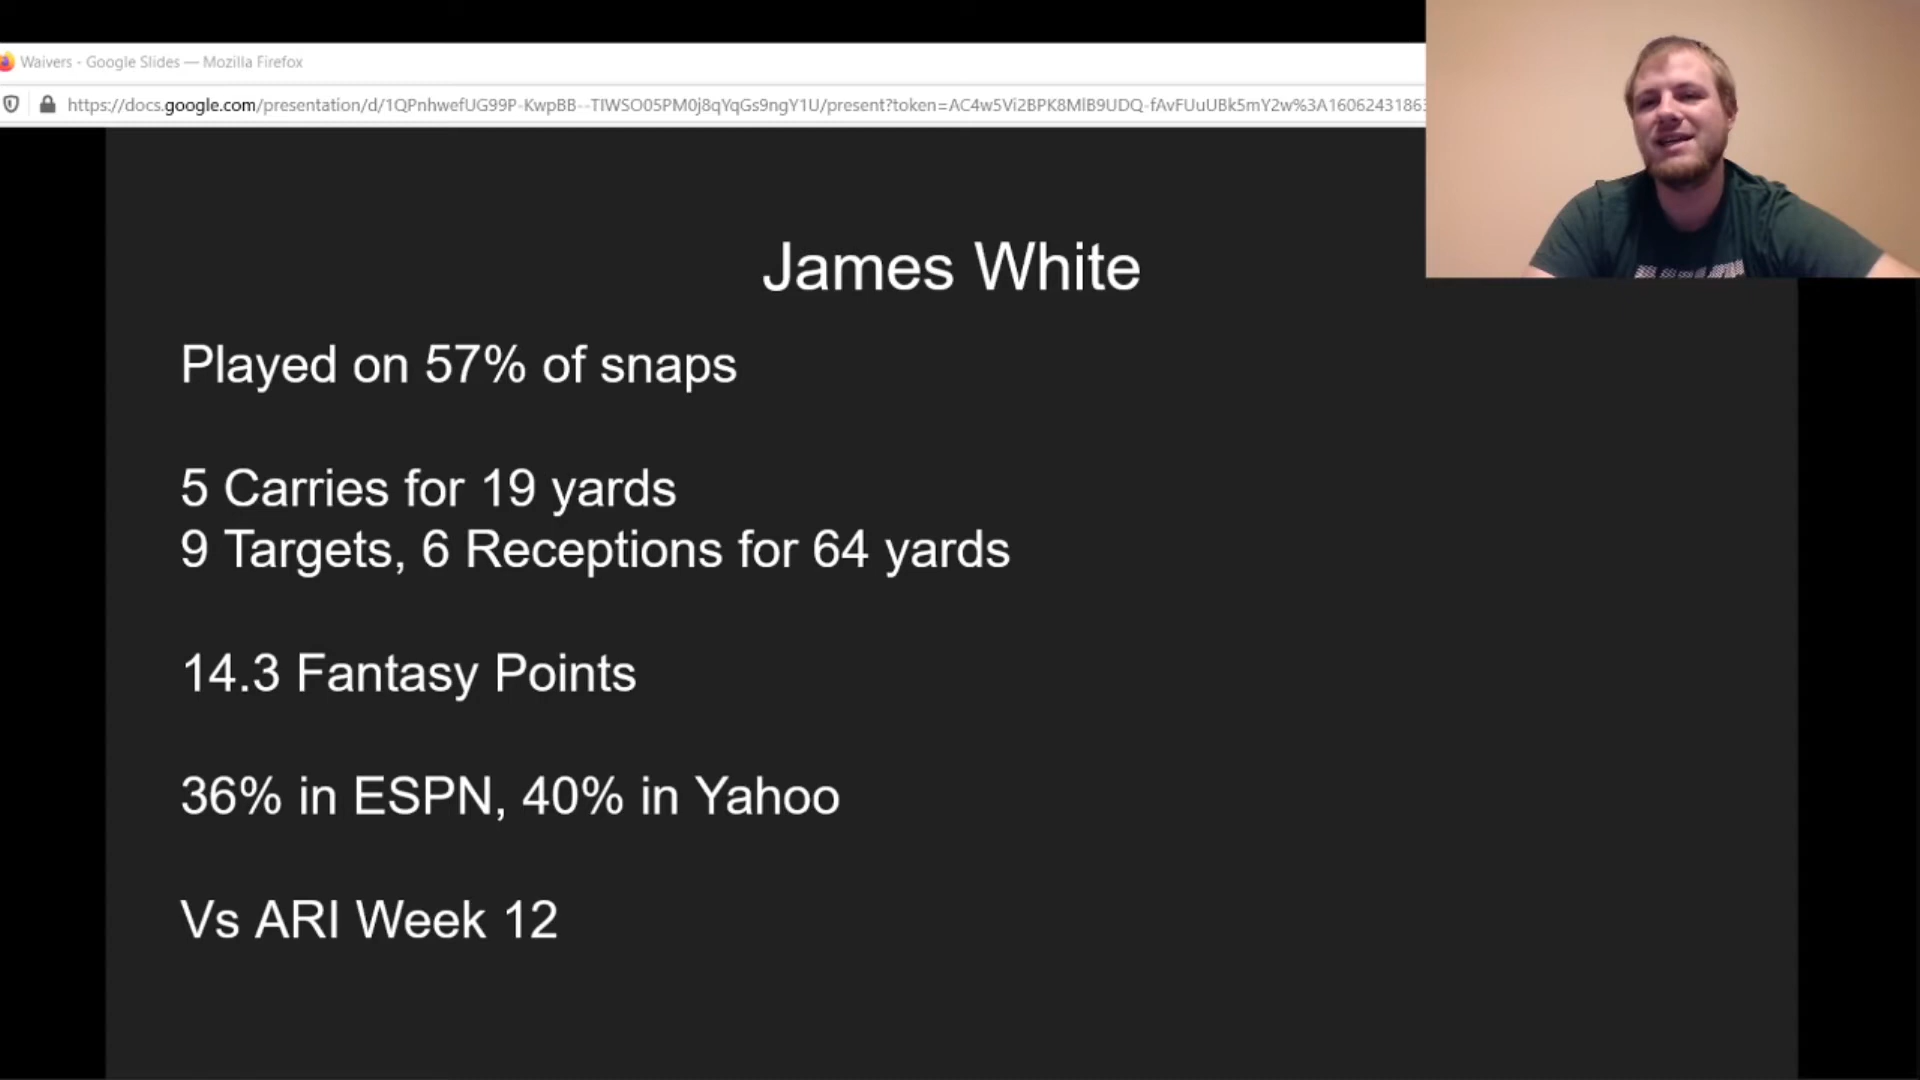 Waivers - Google Slides — Mozilla Firefox
https://docs.google.com/presentation/d/1QPnhwefUG99P-KwpBB--TIWSO05PM0j8qYqGs9ngY1U/present?token=AC4w5Vi2BPK8MlB9UDQ-fAvFUuUBk5mY2w%3A1606243186
James White
Played on 57% of snaps
5 Carries for 19 yards
9 Targets, 6 Receptions for 64 yards
14.3 Fantasy Points
36% in ESPN, 40% in Yahoo
Vs ARI Week 12